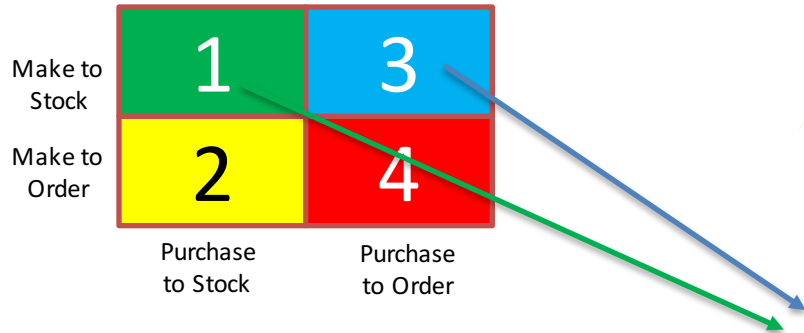 Make to
Stock
1
3
Make to
Order
2
4
Purchase
to Stock
Purchase
to Order